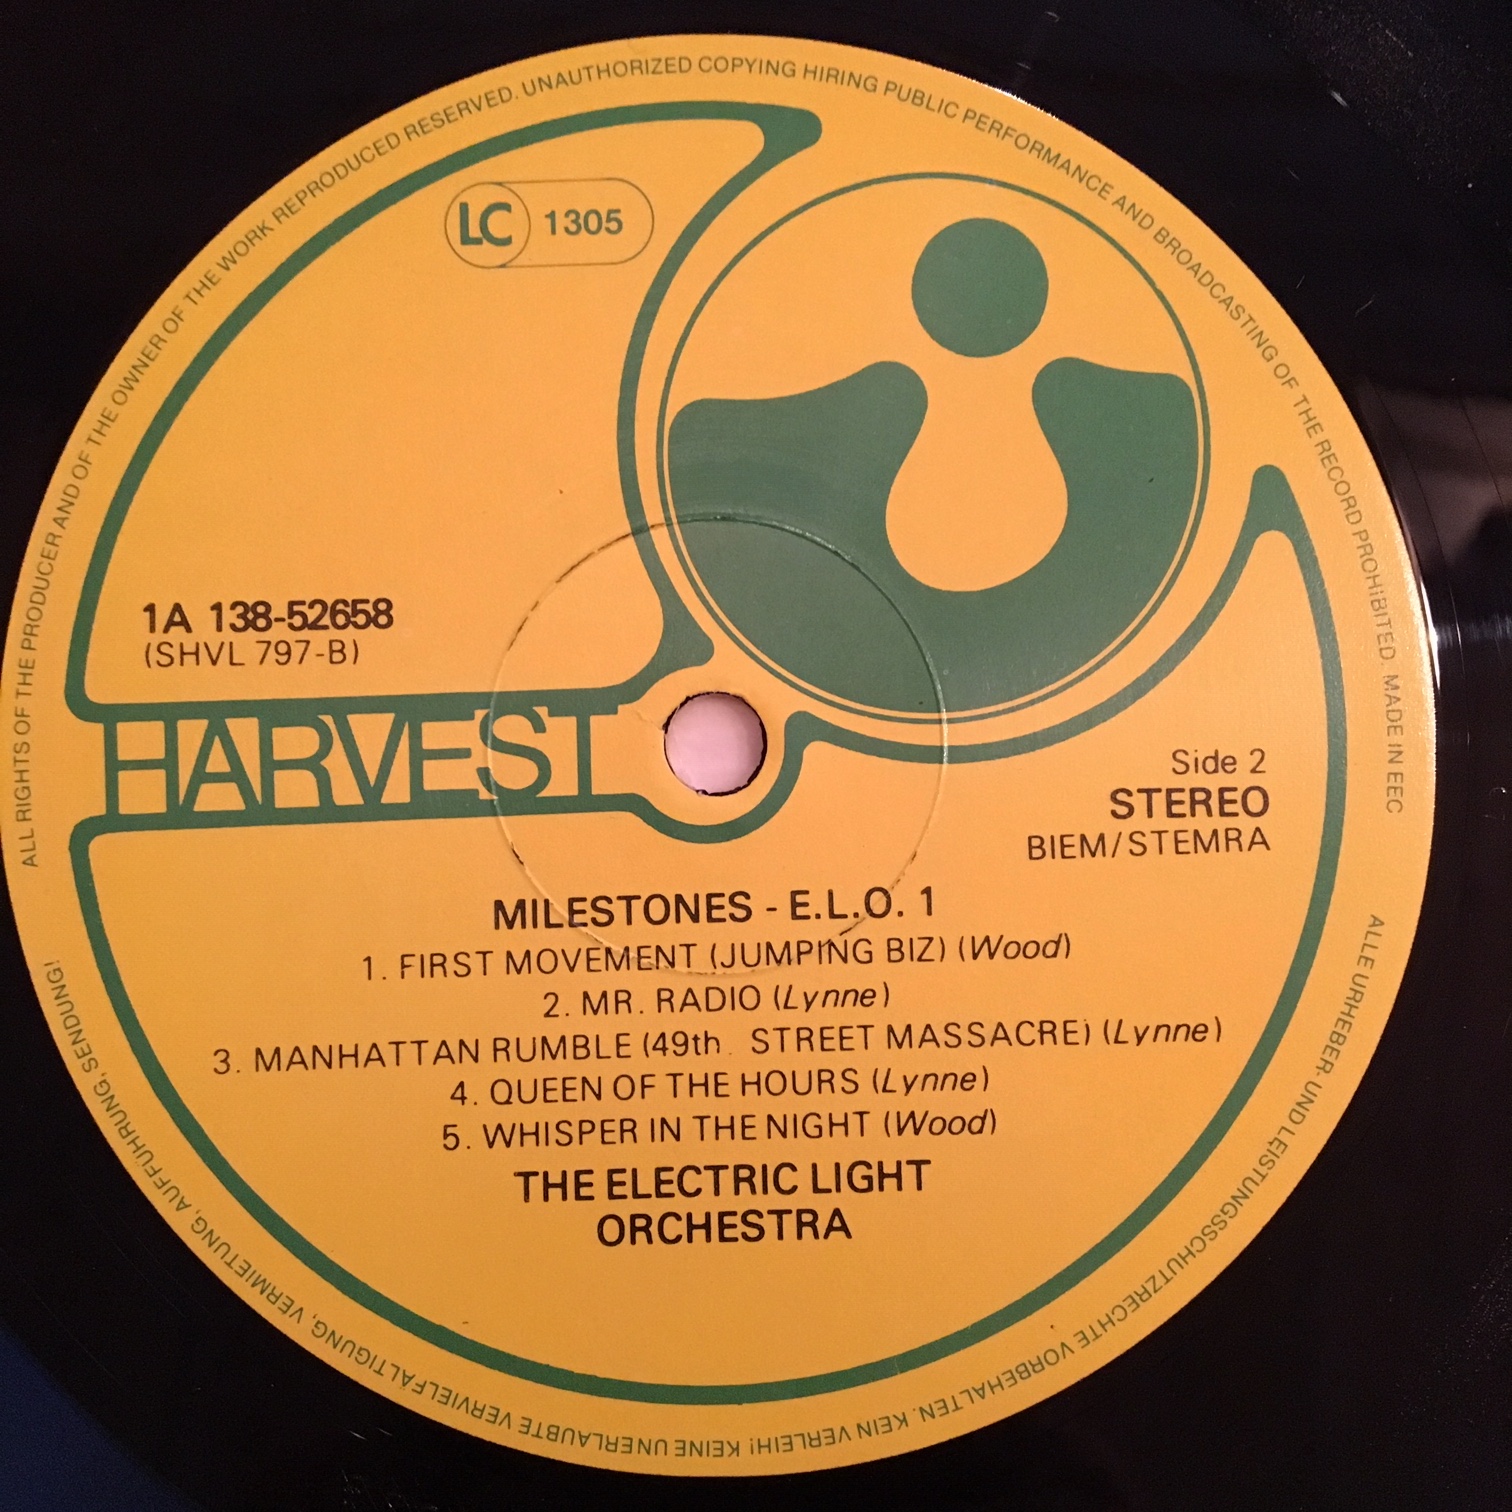 ALL RIGHTS OF THE PRODUCER AND OF THE OWNER OF THE WORK REPRODUCED RESERVED. UNAUTHORIZED COPYING HIRING PUBLIC PERFORMANCE AND BROADCASTING OF THE RECORD PROHIBITED. MADE IN EEC
LC 1305
1A 138-52658
(SHVL 797-B)
HARVEST
Side 2
STEREO
BIEM/STEMRA
MILESTONES - E.L.O. 1
1. FIRST MOVEMENT (JUMPING BIZ) (Wood)
2. MR. RADIO (Lynne)
3. MANHATTAN RUMBLE (49th. STREET MASSACRE) (Lynne)
4. QUEEN OF THE HOURS (Lynne)
5. WHISPER IN THE NIGHT (Wood)
THE ELECTRIC LIGHT
ORCHESTRA
ALLE URHEBER- UND LEISTUNGSSCHUTZRECHTE VORBEHALTEN. KEIN VERLEIH! KEINE UNERLAUBTE VERVIELFALTIGUNG, VERMIETUNG, AUFFUHRUNG, SENDUNG!